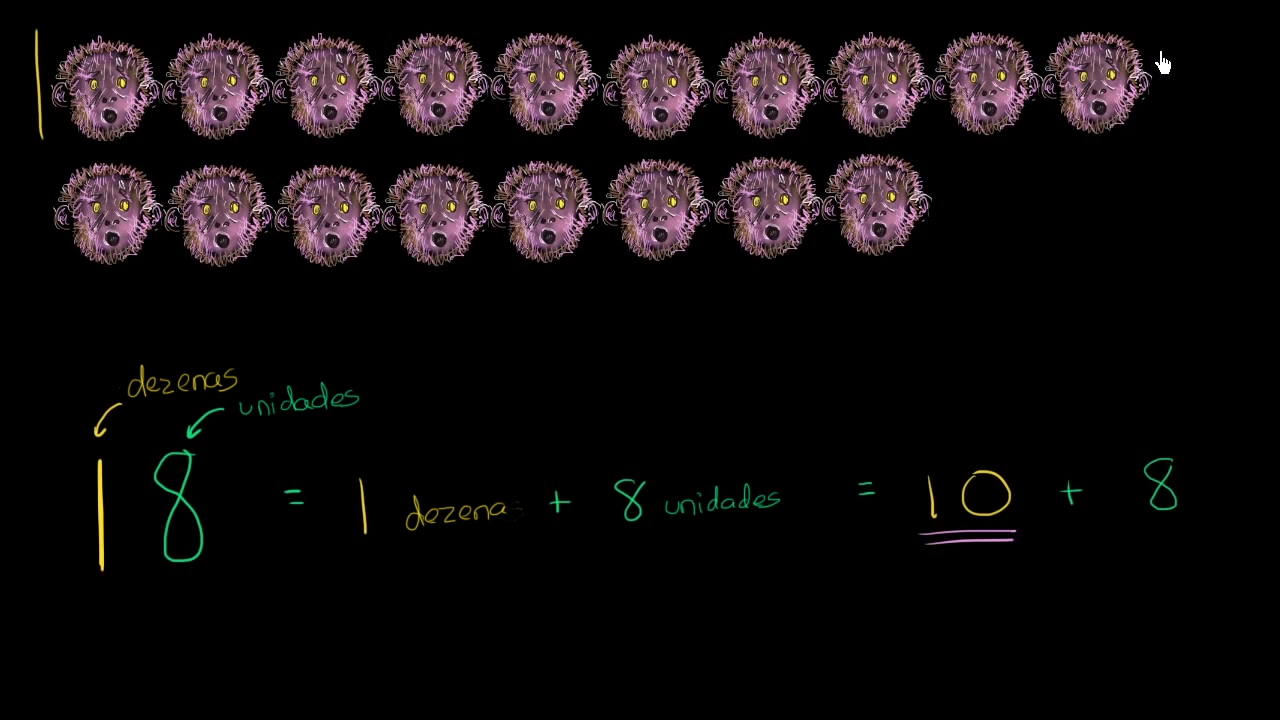 dezenas
unidades
18 = 1 dezena + 8 unidades = 10 + 8